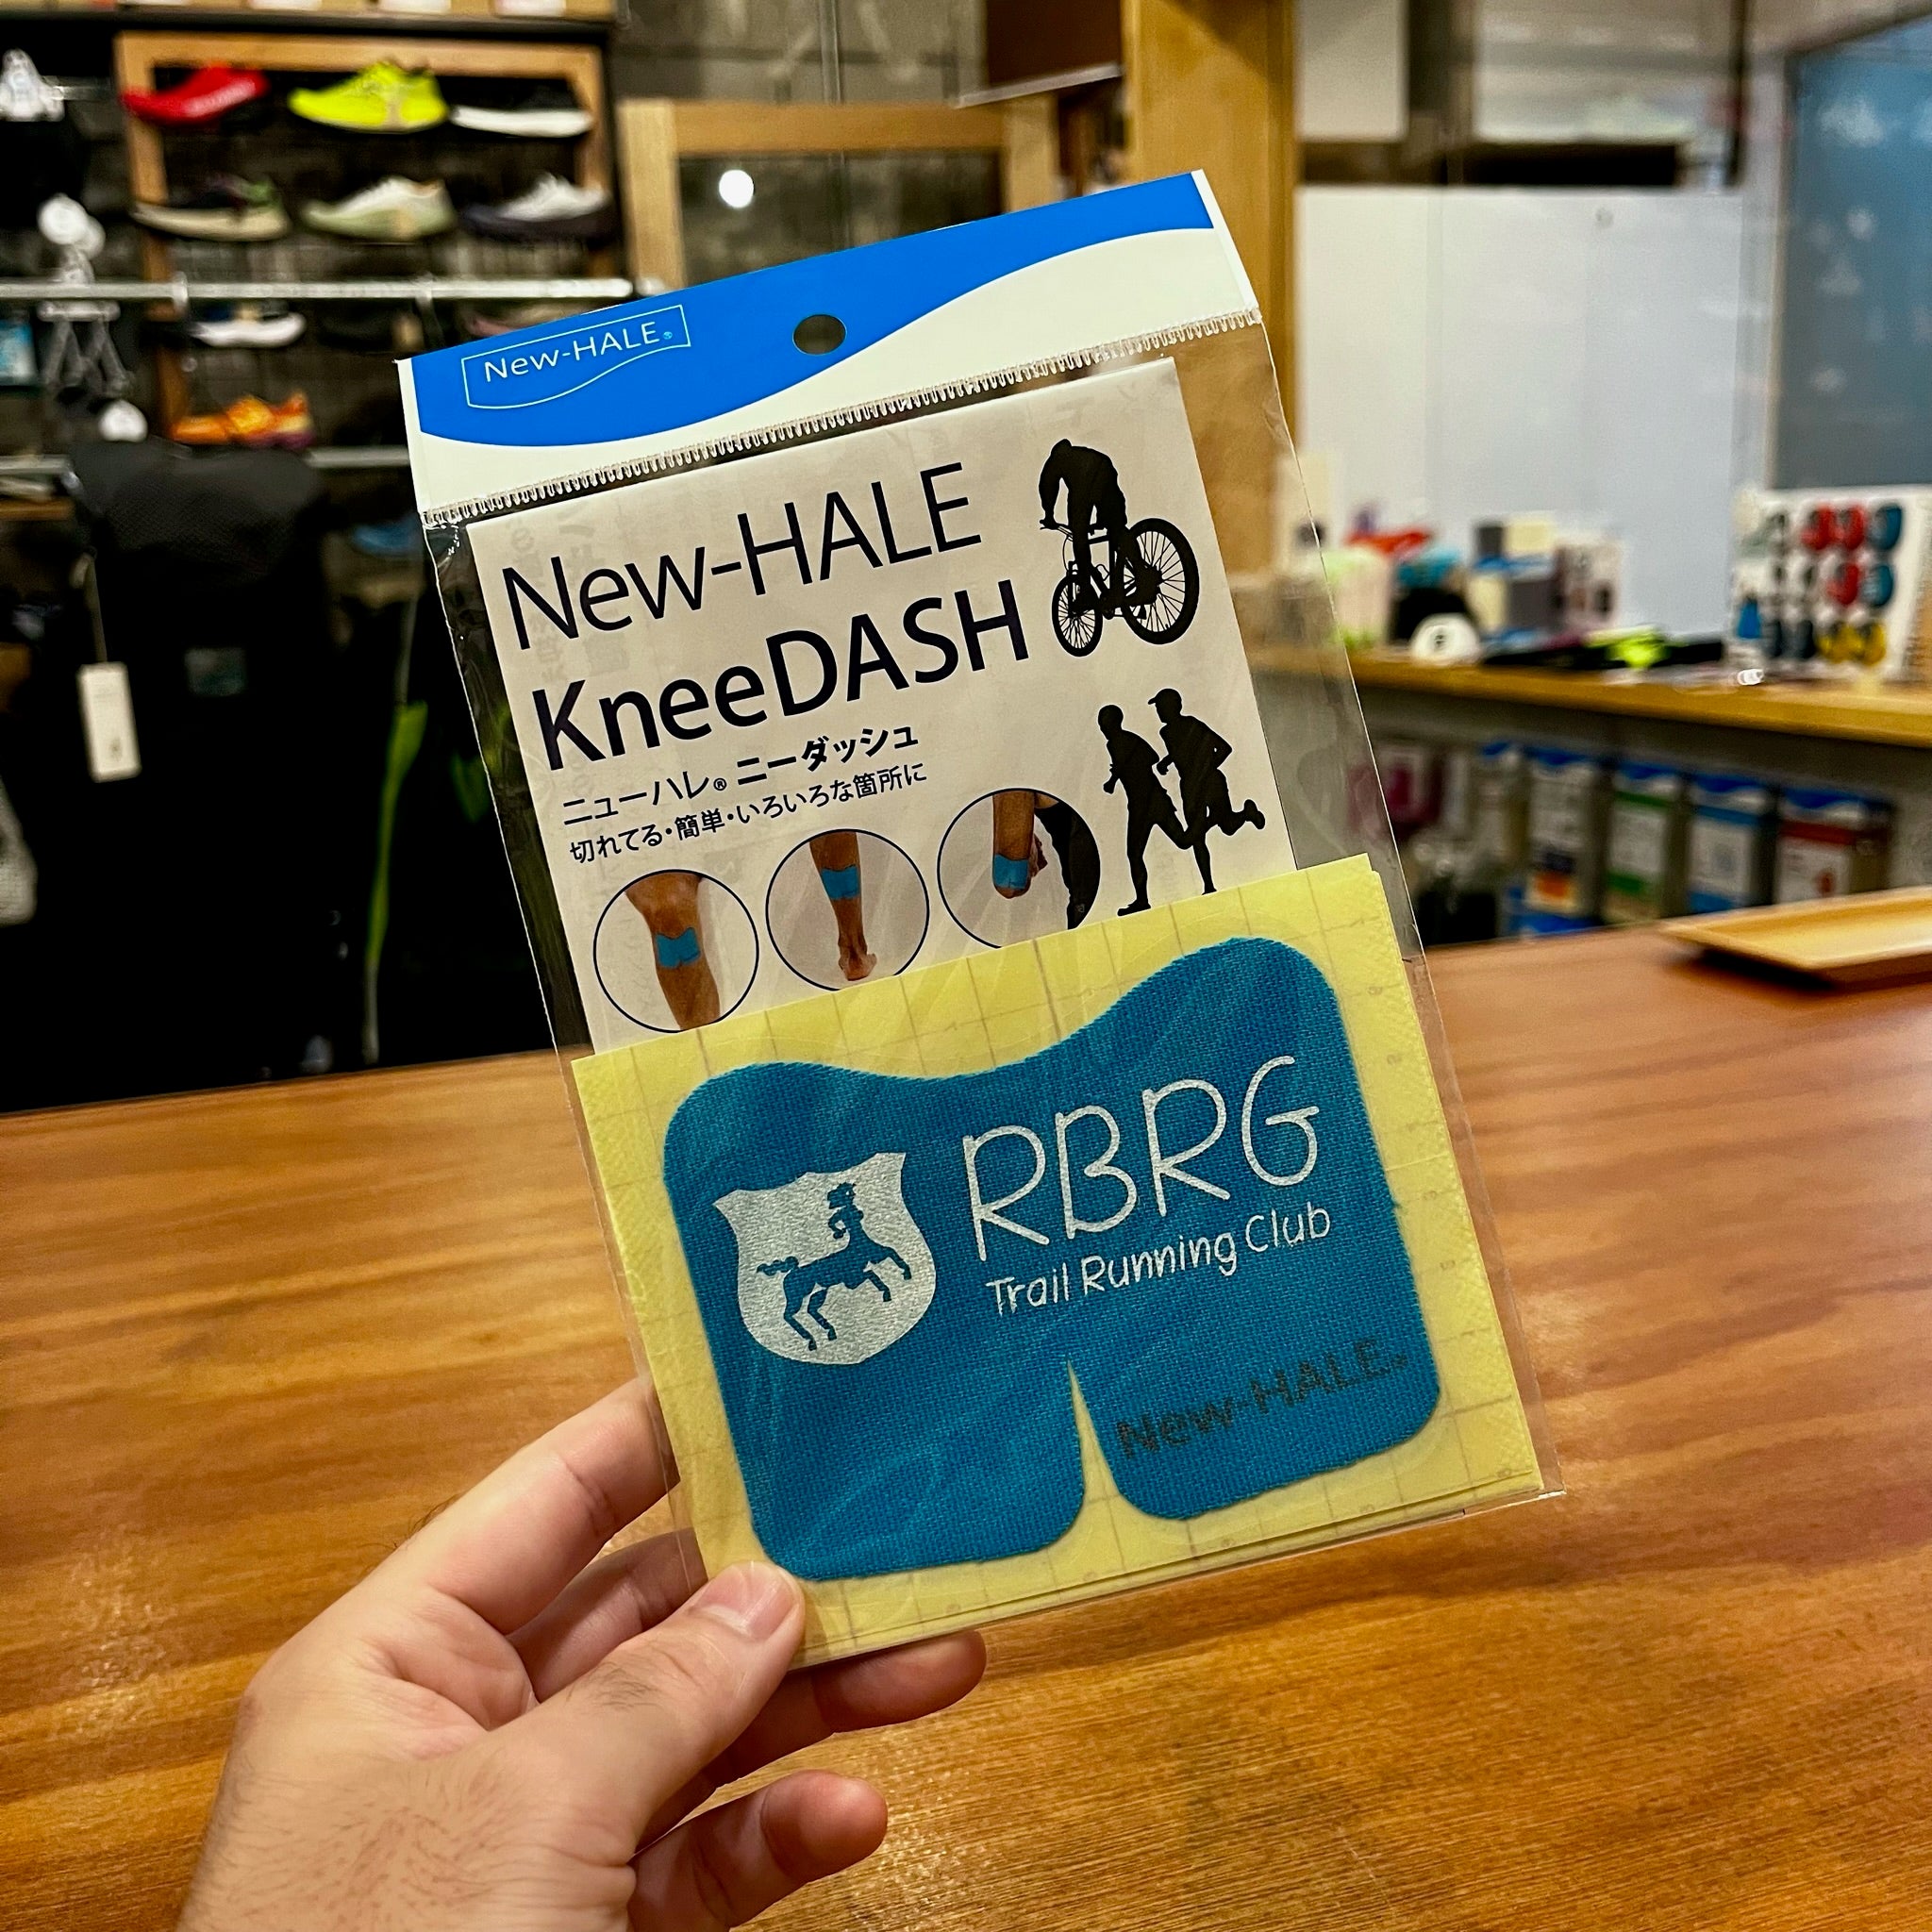 New-HALE®
New-HALE
KneeDASH
ニューハレ® ニーダッシュ
切れてる・簡単・いろいろな箇所に
RBRG
Trail Running Club
New-HALE®